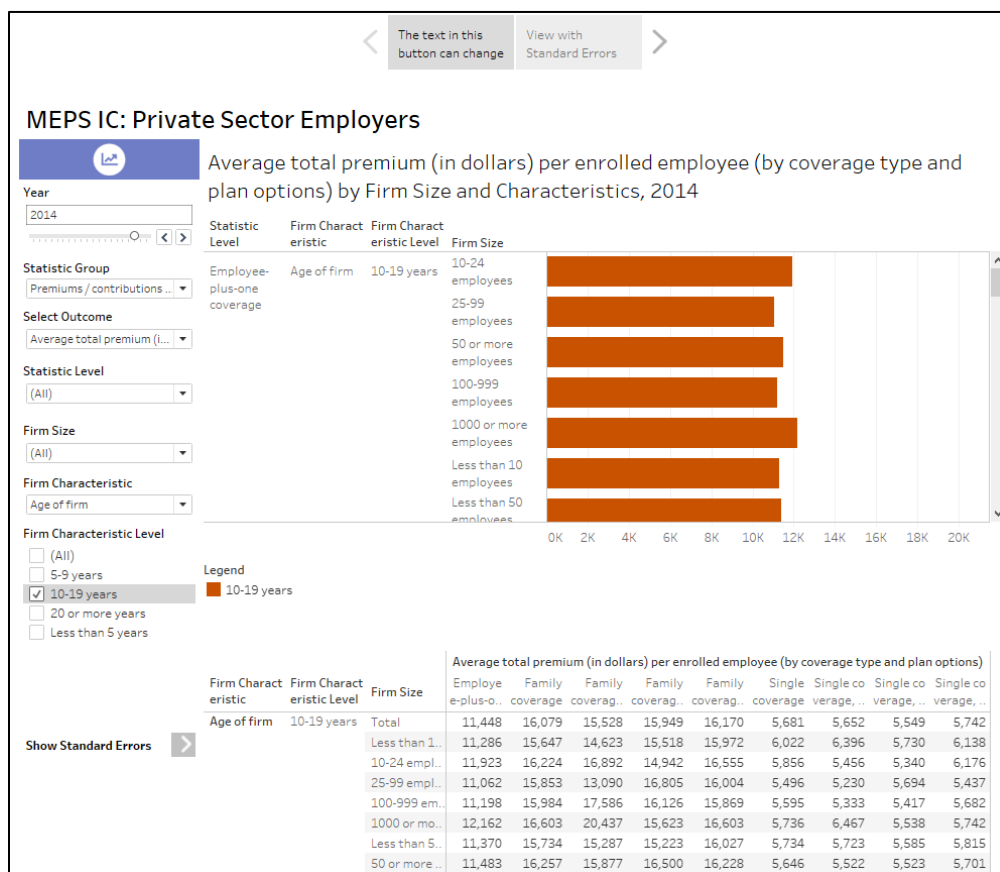 The text in this
button can change
View with
Standard Errors
MEPS IC: Private Sector Employers
Average total premium (in dollars) per enrolled employee (by coverage type and
plan options) by Firm Size and Characteristics, 2014
Year
2014
Statistic Group
Premiums / contributions ..
Select Outcome
Average total premium (i...
Statistic Level
(All)
Firm Size
(All)
Firm Characteristic
Age of firm
Firm Characteristic Level
(All)
5-9 years
10-19 years
20 or more years
Less than 5 years
Show Standard Errors
Statistic
Level
Firm Charact
eristic
Firm Charact
eristic Level
Firm Size
Employee-
plus-one
coverage
Age of firm
10-19 years
10-24
employees
25-99
employees
50 or more
employees
100-999
employees
1000 or more
employees
Less than 10
employees
Less than 50
employees
0K 2K 4K 6K 8K 10K 12K 14K 16K 18K 20K
Legend
10-19 years
Average total premium (in dollars) per enrolled employee (by coverage type and plan options)
Firm Charact
eristic
Firm Charact
eristic Level
Firm Size
Employe
e-plus-o..
Family
coverage
Family
coverag..
Family
coverag..
Family
coverag..
Single
coverage
Single co
verage, ..
Single co
verage, ..
Single co
verage, ..
Age of firm 10-19 years Total 11,448 16,079 15,528 15,949 16,170 5,681 5,652 5,549 5,742
Less than 1.. 11,286 15,647 14,623 15,518 15,972 6,022 6,396 5,730 6,138
10-24 empl.. 11,923 16,224 16,892 14,942 16,555 5,856 5,456 5,340 6,176
25-99 empl.. 11,062 15,853 13,090 16,805 16,004 5,496 5,230 5,694 5,437
100-999 em.. 11,198 15,984 17,586 16,126 15,869 5,595 5,333 5,417 5,682
1000 or mo.. 12,162 16,603 20,437 15,623 16,603 5,736 6,467 5,538 5,742
Less than 5.. 11,370 15,734 15,287 15,223 16,027 5,734 5,723 5,585 5,815
50 or more .. 11,483 16,257 15,877 16,500 16,228 5,646 5,522 5,523 5,701